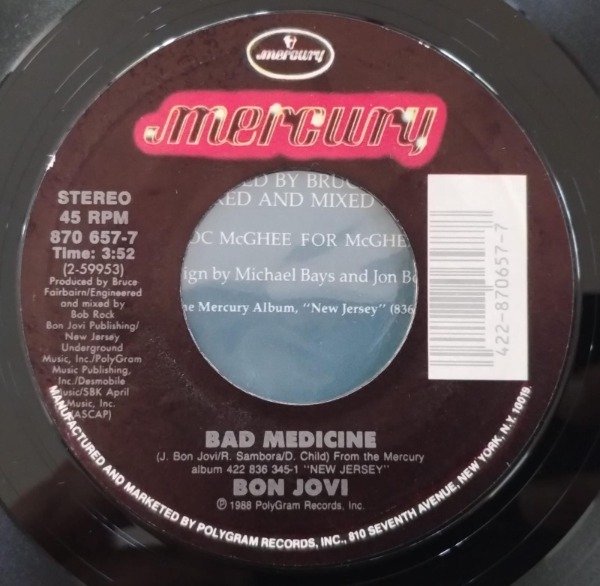 mercury
mercury
STEREO
45 RPM
870 657-7
Time: 3:52
(2-59953)
Produced by Bruce
Fairbairn/Engineered
and mixed by
Bob Rock
Bon Jovi Publishing/
New Jersey
Underground
Music, Inc./PolyGram
Music Publishing,
Inc./Desmobile
Music/SBK April
Music, Inc.
(ASCAP)
ED BY BRUC
XED AND MIXED
OC McGHEE FOR McGHE
sign by Michael Bays and Jon Bo
he Mercury Album, "New Jersey" (836
422-870657-7
BAD MEDICINE
(J. Bon Jovi/R. Sambora/D. Child) From the Mercury
album 422 836 345-1 "NEW JERSEY"
BON JOVI
℗ 1988 PolyGram Records, Inc.
MANUFACTURED AND MARKETED BY POLYGRAM RECORDS, INC., 810 SEVENTH AVENUE, NEW YORK, N.Y. 10019.